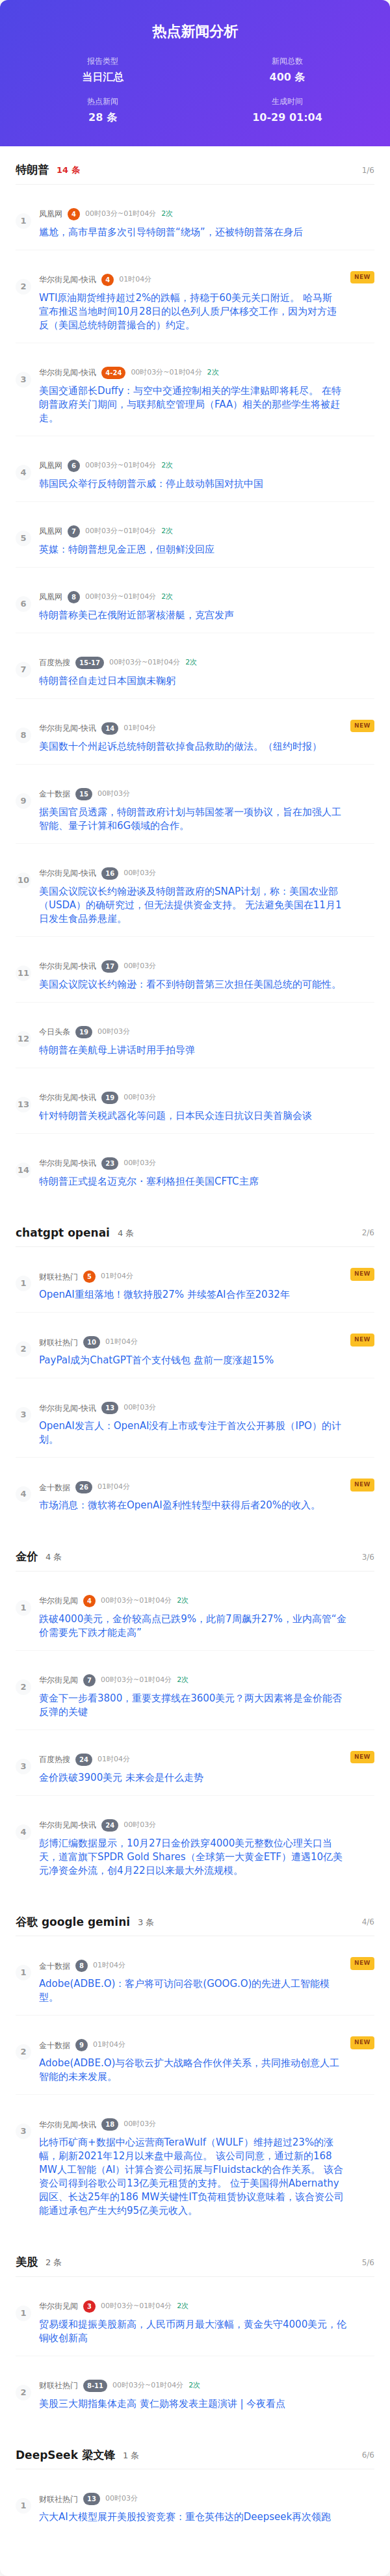 热点新闻分析
报告类型
当日汇总
新闻总数
400 条
热点新闻
28 条
生成时间
10-29 01:04
特朗普 14 条 1/6
1
凤凰网 4 00时03分~01时04分 2次
尴尬，高市早苗多次引导特朗普“绕场”，还被特朗普落在身后
2
华尔街见闻-快讯 4 01时04分 NEW
WTI原油期货维持超过2%的跌幅，持稳于60美元关口附近。 哈马斯
宣布推迟当地时间10月28日的以色列人质尸体移交工作，因为对方违
反（美国总统特朗普撮合的）约定。
3
华尔街见闻-快讯 4-24 00时03分~01时04分 2次
美国交通部长Duffy：与空中交通控制相关的学生津贴即将耗尽。 在特
朗普政府关门期间，与联邦航空管理局（FAA）相关的那些学生将被赶
走。
4
凤凰网 6 00时03分~01时04分 2次
韩国民众举行反特朗普示威：停止鼓动韩国对抗中国
5
凤凰网 7 00时03分~01时04分 2次
英媒：特朗普想见金正恩，但朝鲜没回应
6
凤凰网 8 00时03分~01时04分 2次
特朗普称美已在俄附近部署核潜艇，克宫发声
7
百度热搜 15-17 00时03分~01时04分 2次
特朗普径自走过日本国旗未鞠躬
8
华尔街见闻-快讯 14 01时04分 NEW
美国数十个州起诉总统特朗普砍掉食品救助的做法。（纽约时报）
9
金十数据 15 00时03分
据美国官员透露，特朗普政府计划与韩国签署一项协议，旨在加强人工
智能、量子计算和6G领域的合作。
10
华尔街见闻-快讯 16 00时03分
美国众议院议长约翰逊谈及特朗普政府的SNAP计划，称：美国农业部
（USDA）的确研究过，但无法提供资金支持。 无法避免美国在11月1
日发生食品券悬崖。
11
华尔街见闻-快讯 17 00时03分
美国众议院议长约翰逊：看不到特朗普第三次担任美国总统的可能性。
12
今日头条 19 00时03分
特朗普在美航母上讲话时用手拍导弹
13
华尔街见闻-快讯 19 00时03分
针对特朗普关税武器化等问题，日本民众连日抗议日美首脑会谈
14
华尔街见闻-快讯 23 00时03分
特朗普正式提名迈克尔・塞利格担任美国CFTC主席
chatgpt openai 4 条 2/6
1
财联社热门 5 01时04分 NEW
OpenAI重组落地！微软持股27% 并续签AI合作至2032年
2
财联社热门 10 01时04分 NEW
PayPal成为ChatGPT首个支付钱包 盘前一度涨超15%
3
华尔街见闻-快讯 13 00时03分
OpenAI发言人：OpenAI没有上市或专注于首次公开募股（IPO）的计
划。
4
金十数据 26 01时04分 NEW
市场消息：微软将在OpenAI盈利性转型中获得后者20%的收入。
金价 4 条 3/6
1
华尔街见闻 4 00时03分~01时04分 2次
跌破4000美元，金价较高点已跌9%，此前7周飙升27%，业内高管“金
价需要先下跌才能走高”
2
华尔街见闻 7 00时03分~01时04分 2次
黄金下一步看3800，重要支撑线在3600美元？两大因素将是金价能否
反弹的关键
3
百度热搜 24 01时04分 NEW
金价跌破3900美元 未来会是什么走势
4
华尔街见闻-快讯 24 00时03分
彭博汇编数据显示，10月27日金价跌穿4000美元整数位心理关口当
天，道富旗下SPDR Gold Shares（全球第一大黄金ETF）遭遇10亿美
元净资金外流，创4月22日以来最大外流规模。
谷歌 google gemini 3 条 4/6
1
金十数据 8 01时04分 NEW
Adobe(ADBE.O)：客户将可访问谷歌(GOOG.O)的先进人工智能模
型。
2
金十数据 9 01时04分 NEW
Adobe(ADBE.O)与谷歌云扩大战略合作伙伴关系，共同推动创意人工
智能的未来发展。
3
华尔街见闻-快讯 18 00时03分
比特币矿商+数据中心运营商TeraWulf（WULF）维持超过23%的涨
幅，刷新2021年12月以来盘中最高位。 该公司同意，通过新的168
MW人工智能（AI）计算合资公司拓展与Fluidstack的合作关系。 该合
资公司得到谷歌公司13亿美元租赁的支持。 位于美国得州Abernathy
园区、长达25年的186 MW关键性IT负荷租赁协议意味着，该合资公司
能通过承包产生大约95亿美元收入。
美股 2 条 5/6
1
华尔街见闻 3 00时03分~01时04分 2次
贸易缓和提振美股新高，人民币两月最大涨幅，黄金失守4000美元，伦
铜收创新高
2
财联社热门 8-11 00时03分~01时04分 2次
美股三大期指集体走高 黄仁勋将发表主题演讲 | 今夜看点
DeepSeek 梁文锋 1 条 6/6
1
财联社热门 13 00时03分
六大AI大模型展开美股投资竞赛：重仓英伟达的Deepseek再次领跑